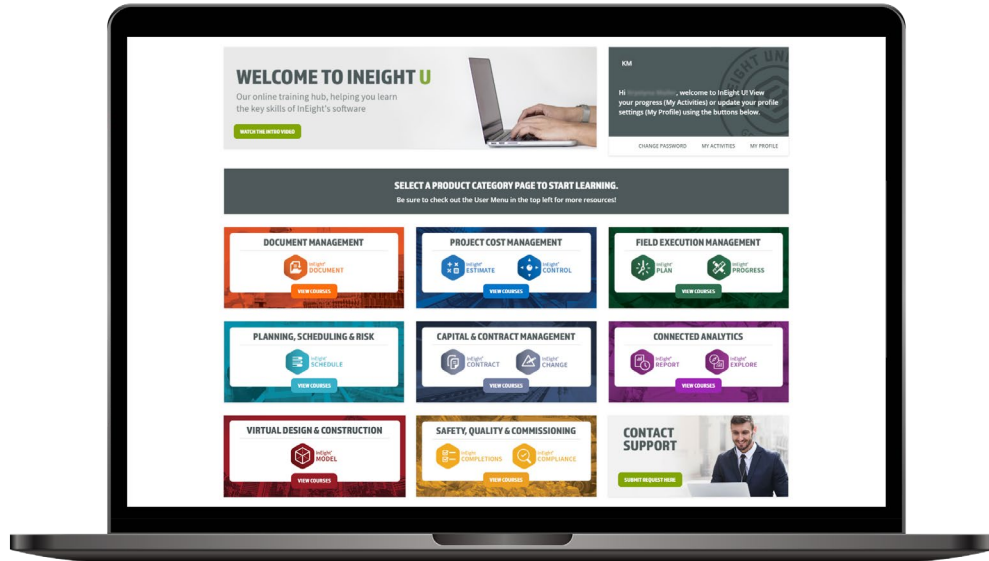 WELCOME TO INEIGHT U
Our online training hub, helping you learn
the key skills of InEight's software
WATCH THE INTRO VIDEO
KM
Hi , welcome to InEight U! View
your progress (My Activities) or update your profile
settings (My Profile) using the buttons below.
CHANGE PASSWORD MY ACTIVITIES MY PROFILE
SELECT A PRODUCT CATEGORY PAGE TO START LEARNING.
Be sure to check out the User Menu in the top left for more resources!
DOCUMENT MANAGEMENT
InEight®
DOCUMENT
VIEW COURSES
PROJECT COST MANAGEMENT
InEight® InEight®
ESTIMATE CONTROL
VIEW COURSES
FIELD EXECUTION MANAGEMENT
InEight® InEight®
PLAN PROGRESS
VIEW COURSES
PLANNING, SCHEDULING & RISK
InEight®
SCHEDULE
VIEW COURSES
CAPITAL & CONTRACT MANAGEMENT
InEight® InEight®
CONTRACT CHANGE
VIEW COURSES
CONNECTED ANALYTICS
InEight® InEight®
REPORT EXPLORE
VIEW COURSES
VIRTUAL DESIGN & CONSTRUCTION
InEight®
MODEL
VIEW COURSES
SAFETY, QUALITY & COMMISSIONING
InEight InEight®
COMPLETIONS COMPLIANCE
VIEW COURSES
CONTACT
SUPPORT
SUBMIT REQUEST HERE